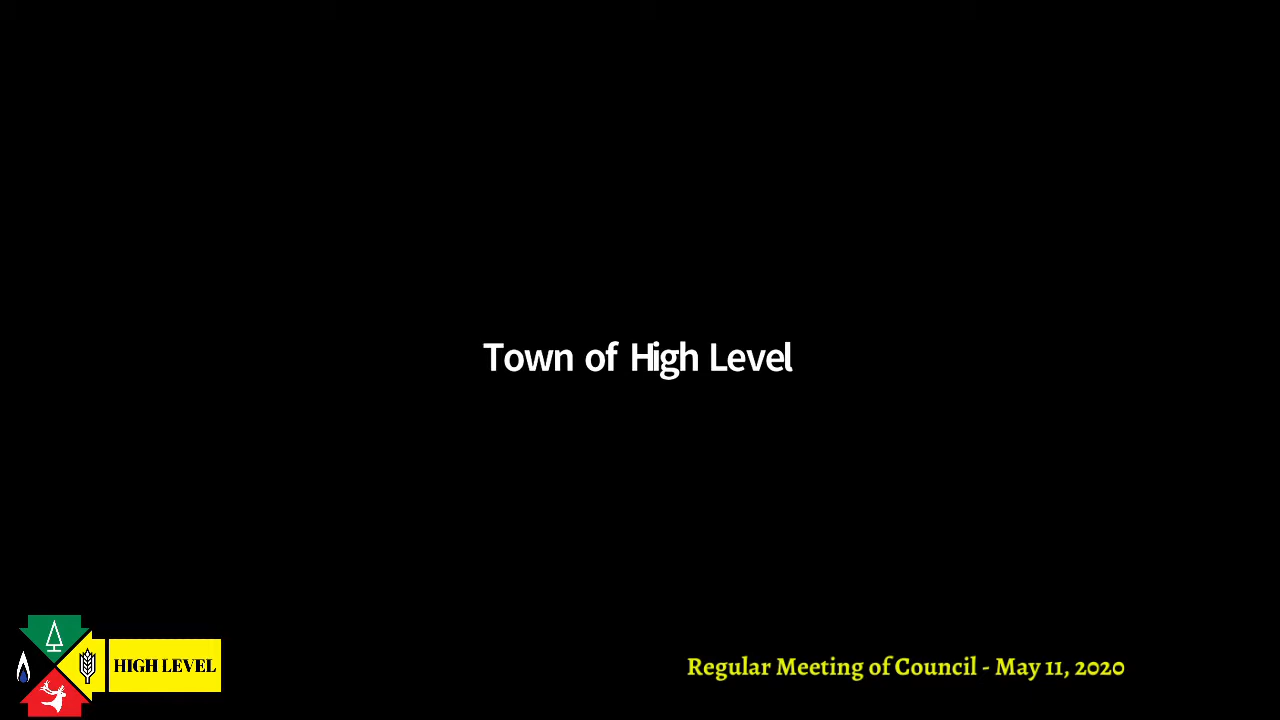 Town of High Level
HIGH LEVEL
Regular Meeting of Council - May 11, 2020